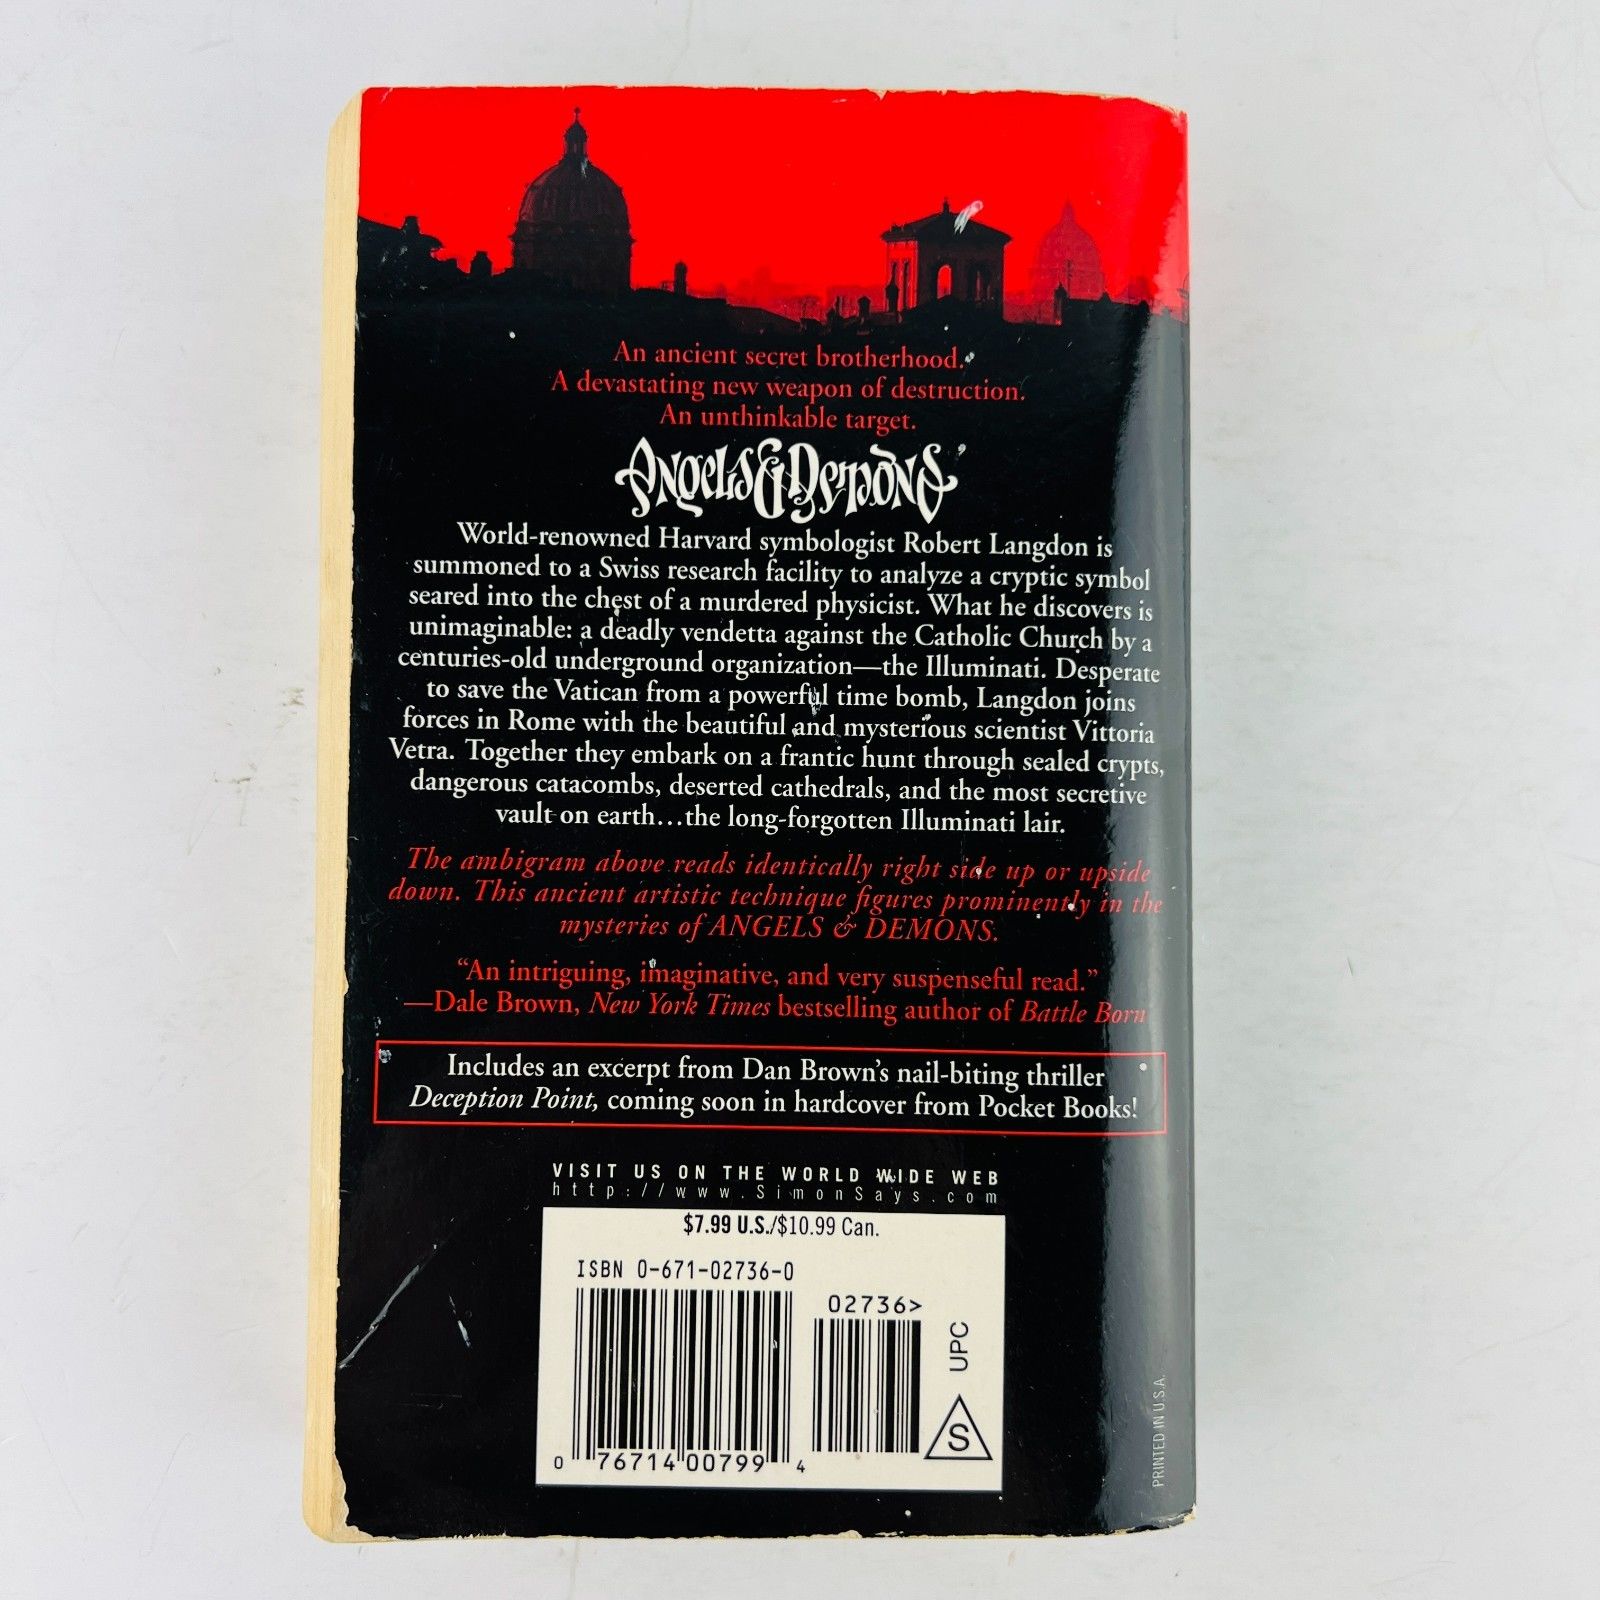 An ancient secret brotherhood.
A devastating new weapon of destruction.
An unthinkable target.
Angels & Demons
World-renowned Harvard symbologist Robert Langdon is
summoned to a Swiss research facility to analyze a cryptic symbol
seared into the chest of a murdered physicist. What he discovers is
unimaginable: a deadly vendetta against the Catholic Church by a
centuries-old underground organization—the Illuminati. Desperate
to save the Vatican from a powerful time bomb, Langdon joins
forces in Rome with the beautiful and mysterious scientist Vittoria
Vetra. Together they embark on a frantic hunt through sealed crypts,
dangerous catacombs, deserted cathedrals, and the most secretive
vault on earth…the long-forgotten Illuminati lair.
The ambigram above reads identically right side up or upside
down. This ancient artistic technique figures prominently in the
mysteries of ANGELS & DEMONS.
“An intriguing, imaginative, and very suspenseful read.”
—Dale Brown, New York Times bestselling author of Battle Born
Includes an excerpt from Dan Brown’s nail-biting thriller
Deception Point, coming soon in hardcover from Pocket Books!
VISIT US ON THE WORLD WIDE WEB
http://www.SimonSays.com
$7.99 U.S./$10.99 Can.
ISBN 0-671-02736-0
02736>
UPC
S
0 76714 00799 4
PRINTED IN U.S.A.